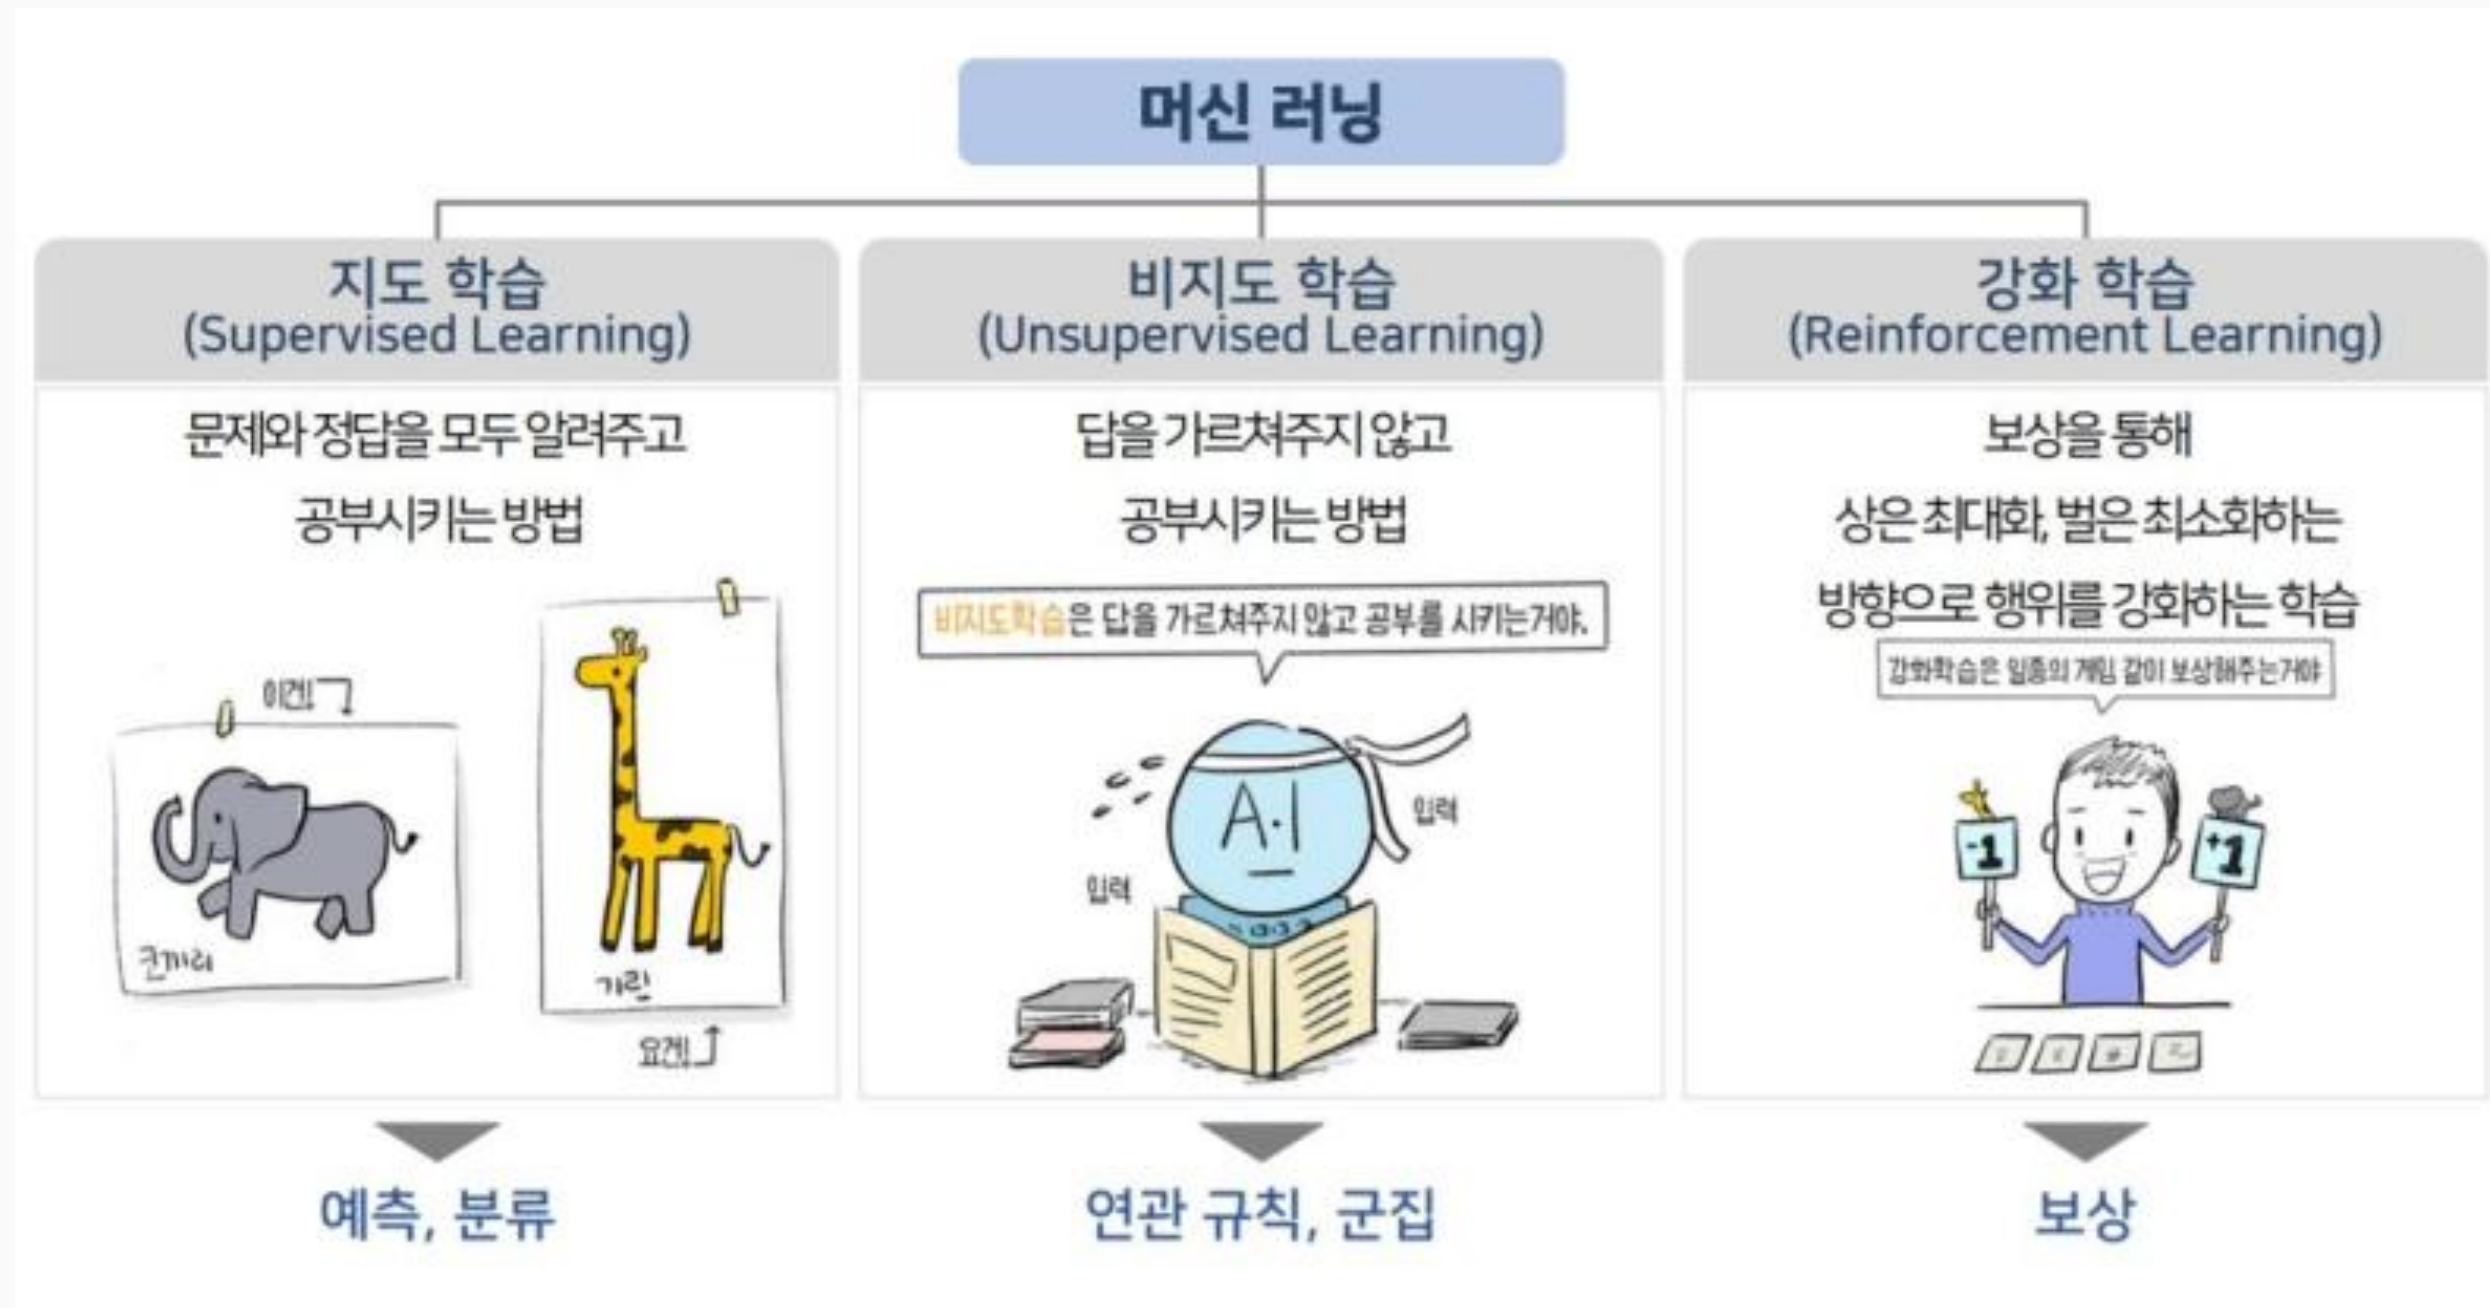 머신 러닝
지도 학습
(Supervised Learning)
문제와 정답을 모두 알려주고
공부시키는 방법
이건!
코끼리
기린
요건!
예측, 분류
비지도 학습
(Unsupervised Learning)
답을 가르쳐주지 않고
공부시키는 방법
비지도학습은 답을 가르쳐주지 않고 공부를 시키는거야.
A.I
입력
입력
연관 규칙, 군집
강화 학습
(Reinforcement Learning)
보상을 통해
상은 최대화, 벌은 최소화하는
방향으로 행위를 강화하는 학습
강화학습은 일종의 게임 같이 보상해주는거야
-1
+1
보상